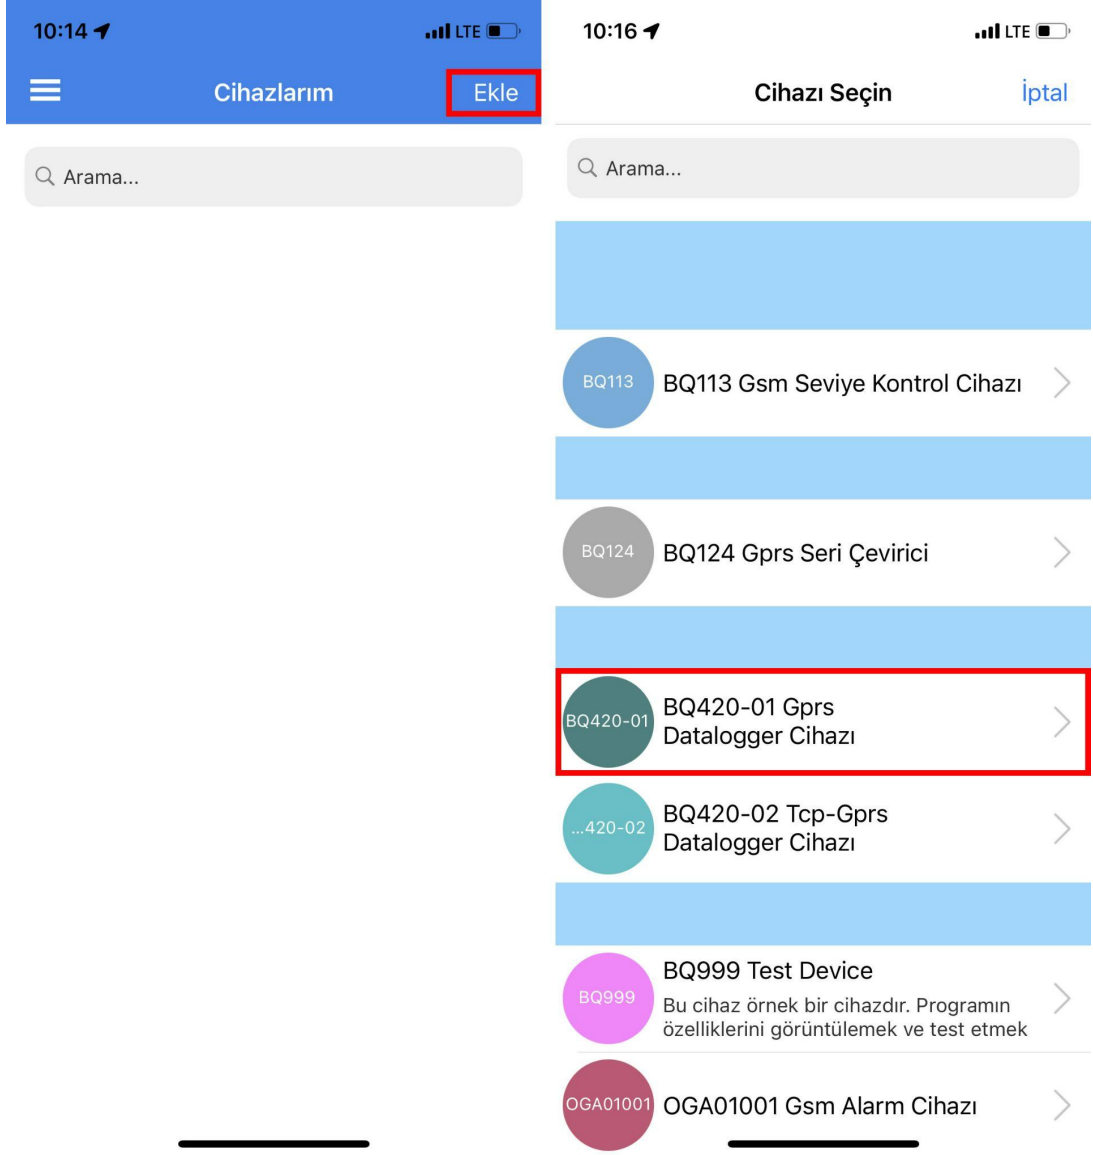 10:14
LTE
Cihazlarım
Ekle
Arama...
10:16
LTE
Cihazı Seçin
İptal
Arama...
BQ113
BQ113 Gsm Seviye Kontrol Cihazı
BQ124
BQ124 Gprs Seri Çevirici
BQ420-01
BQ420-01 Gprs
Datalogger Cihazı
...420-02
BQ420-02 Tcp-Gprs
Datalogger Cihazı
BQ999
BQ999 Test Device
Bu cihaz örnek bir cihazdır. Programın
özelliklerini görüntülemek ve test etmek
OGA01001
OGA01001 Gsm Alarm Cihazı